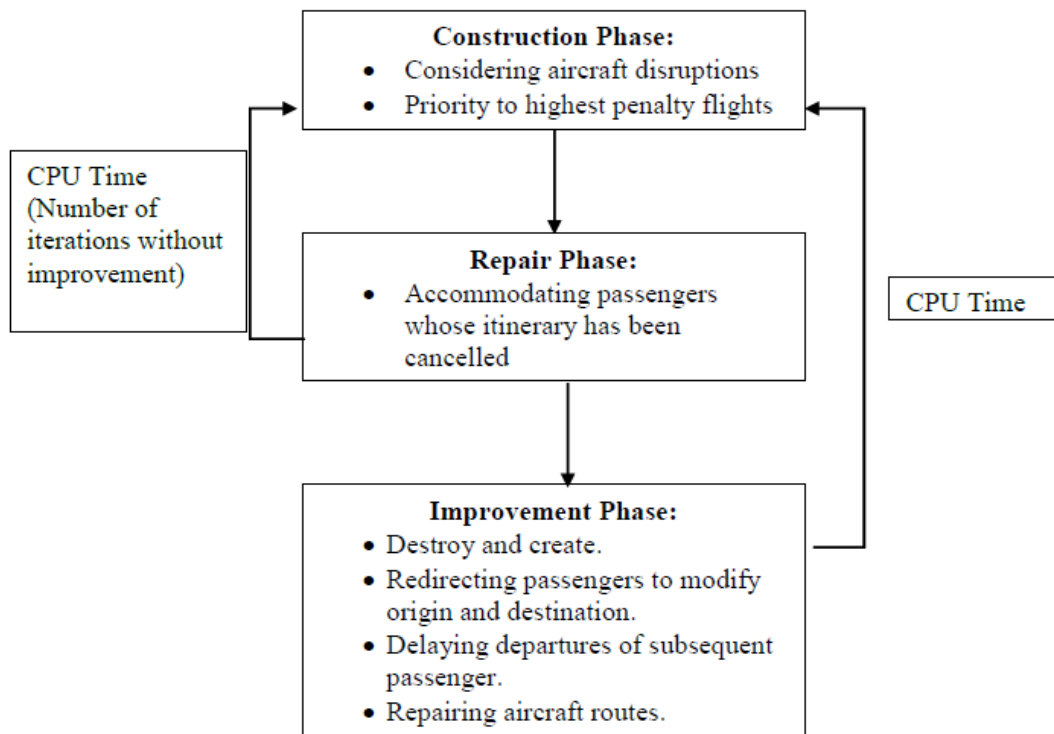 Construction Phase:
• Considering aircraft disruptions
• Priority to highest penalty flights
CPU Time
(Number of
iterations without
improvement)
Repair Phase:
• Accommodating passengers
whose itinerary has been
cancelled
CPU Time
Improvement Phase:
• Destroy and create.
• Redirecting passengers to modify
origin and destination.
• Delaying departures of subsequent
passenger.
• Repairing aircraft routes.